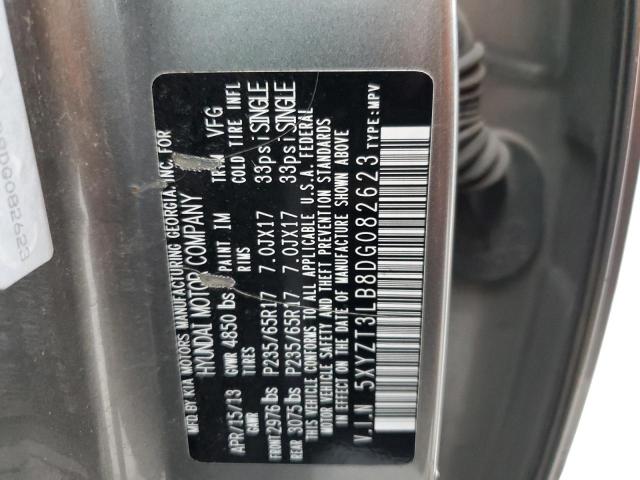 MFD. BY KIA MOTORS MANUFACTURING GEORGIA, INC. FOR
HYUNDAI MOTOR COMPANY
APR/15/13 GVWR 4850 lbs PAINT IM TRIM VFG
GAWR TIRES RIMS COLD TIRE INFL
FRONT 2976 lbs P235/65R17 7.0JX17 33psi SINGLE
REAR 3075 lbs P235/65R17 7.0JX17 33psi SINGLE
THIS VEHICLE CONFORMS TO ALL APPLICABLE U.S.A. FEDERAL
MOTOR VEHICLE SAFETY AND THEFT PREVENTION STANDARDS
IN EFFECT ON THE DATE OF MANUFACTURE SHOWN ABOVE
V.I.N 5XYZT3LB8DG082623 TYPE:MPV
DG082623